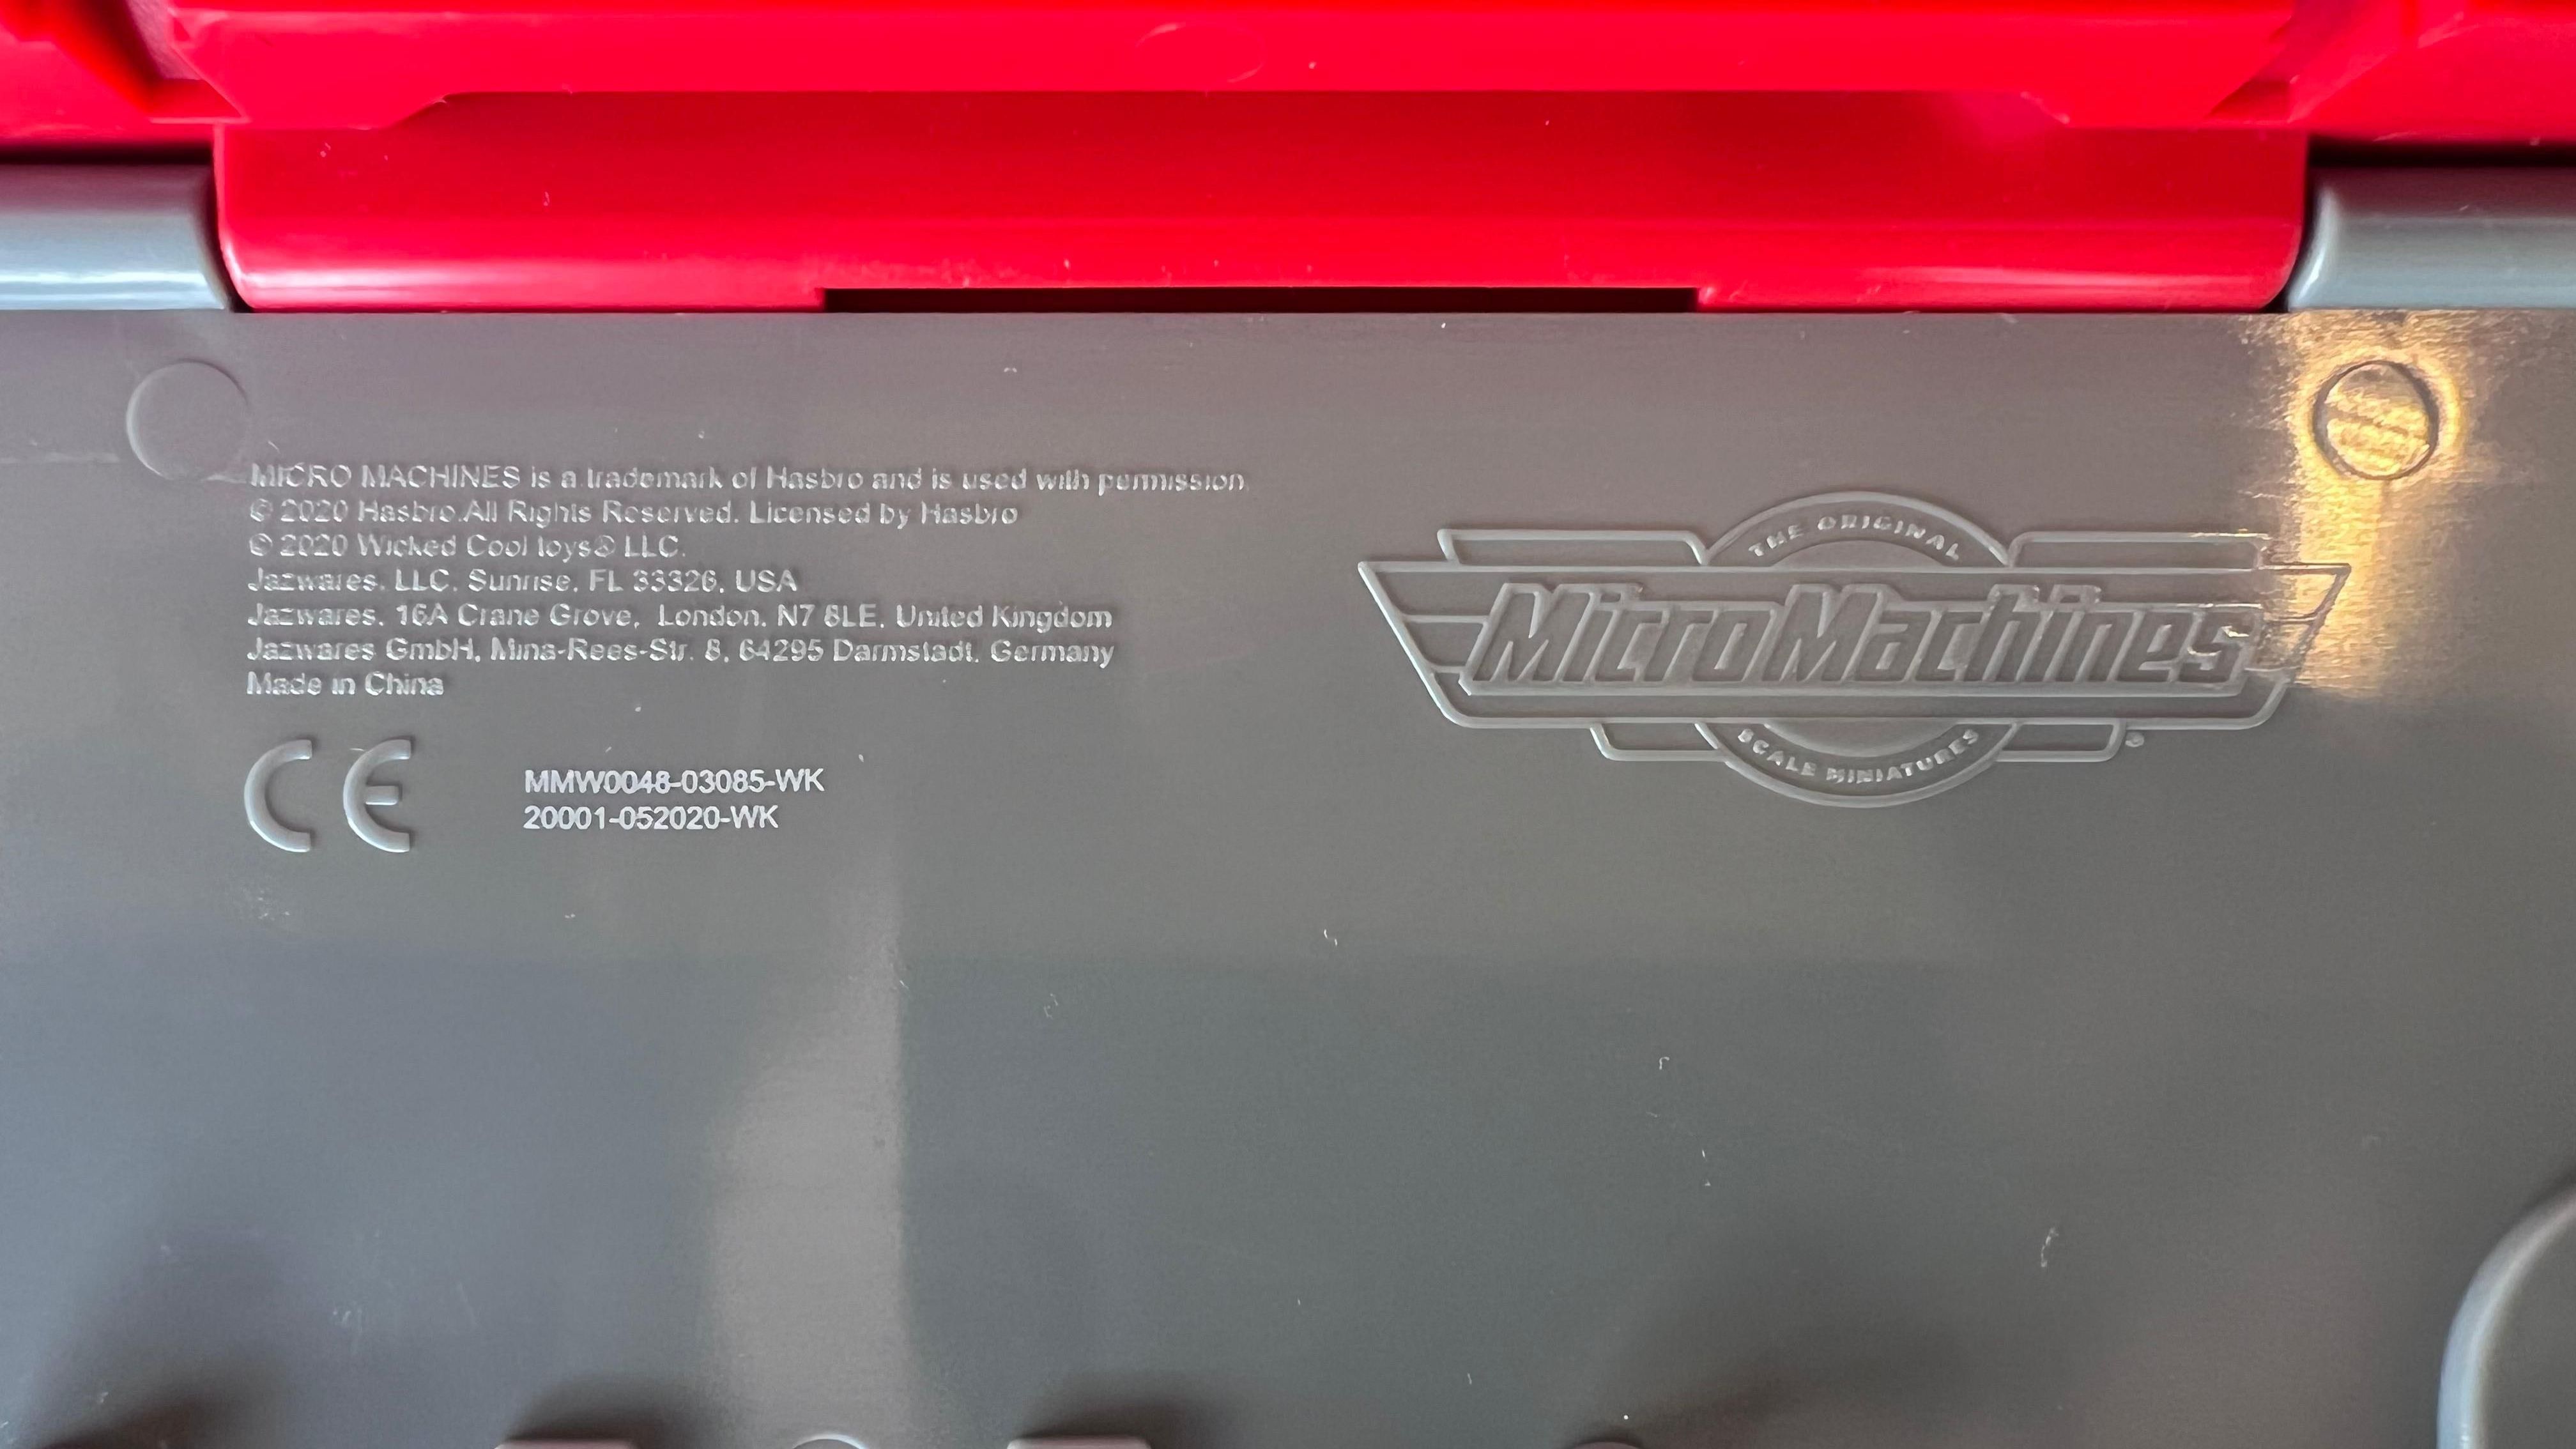 MICRO MACHINES is a trademark of Hasbro and is used with permission.
© 2020 Hasbro.All Rights Reserved. Licensed by Hasbro
© 2020 Wicked Cool toys® LLC.
Jazwares, LLC. Sunrise, FL 33326, USA
Jazwares, 16A Crane Grove, London, N7 8LE, United Kingdom
Jazwares GmbH, Mina-Rees-Str. 8, 64295 Darmstadt, Germany
Made in China
CE
MMW0048-03085-WK
20001-052020-WK
THE ORIGINAL
MicroMachines
SCALE MINIATURES
®